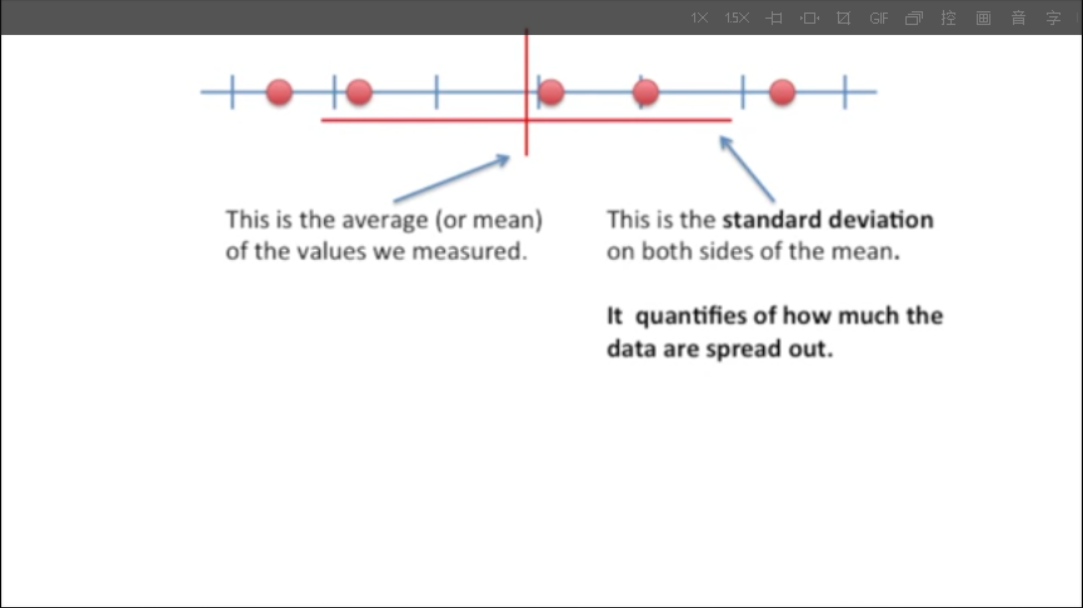 1X 1.5X GIF 控 画 音 字
This is the average (or mean)
of the values we measured.
This is the standard deviation
on both sides of the mean.
It quantifies of how much the
data are spread out.